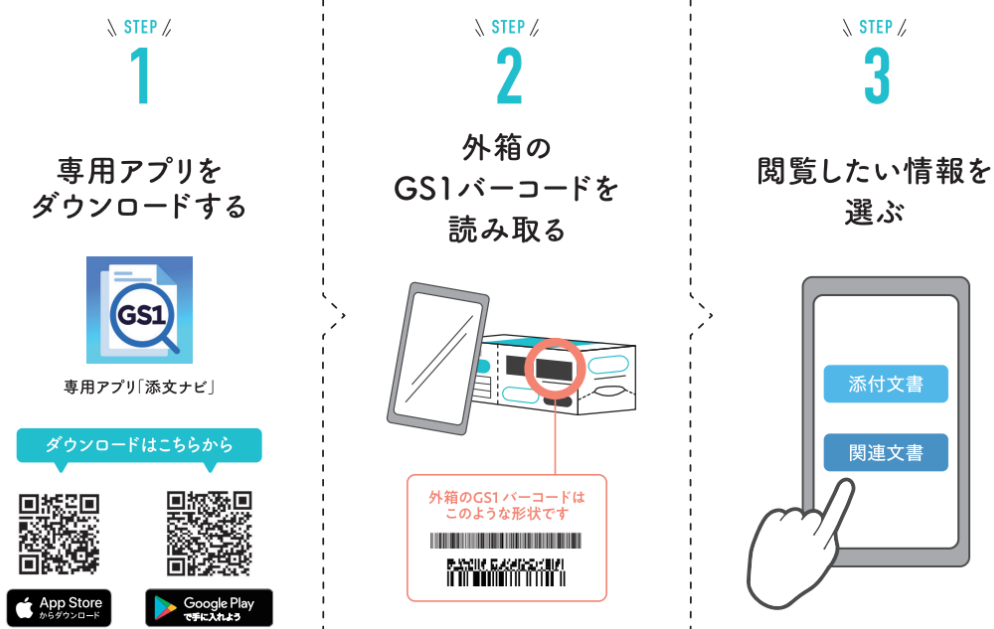 STEP
1
専用アプリを
ダウンロードする
GS1
専用アプリ「添文ナビ」
ダウンロードはこちらから
App Store
からダウンロード
Google Play
で手に入れよう
STEP
2
外箱の
GS1バーコードを
読み取る
外箱のGS1バーコードは
このような形状です
STEP
3
閲覧したい情報を
選ぶ
添付文書
関連文書